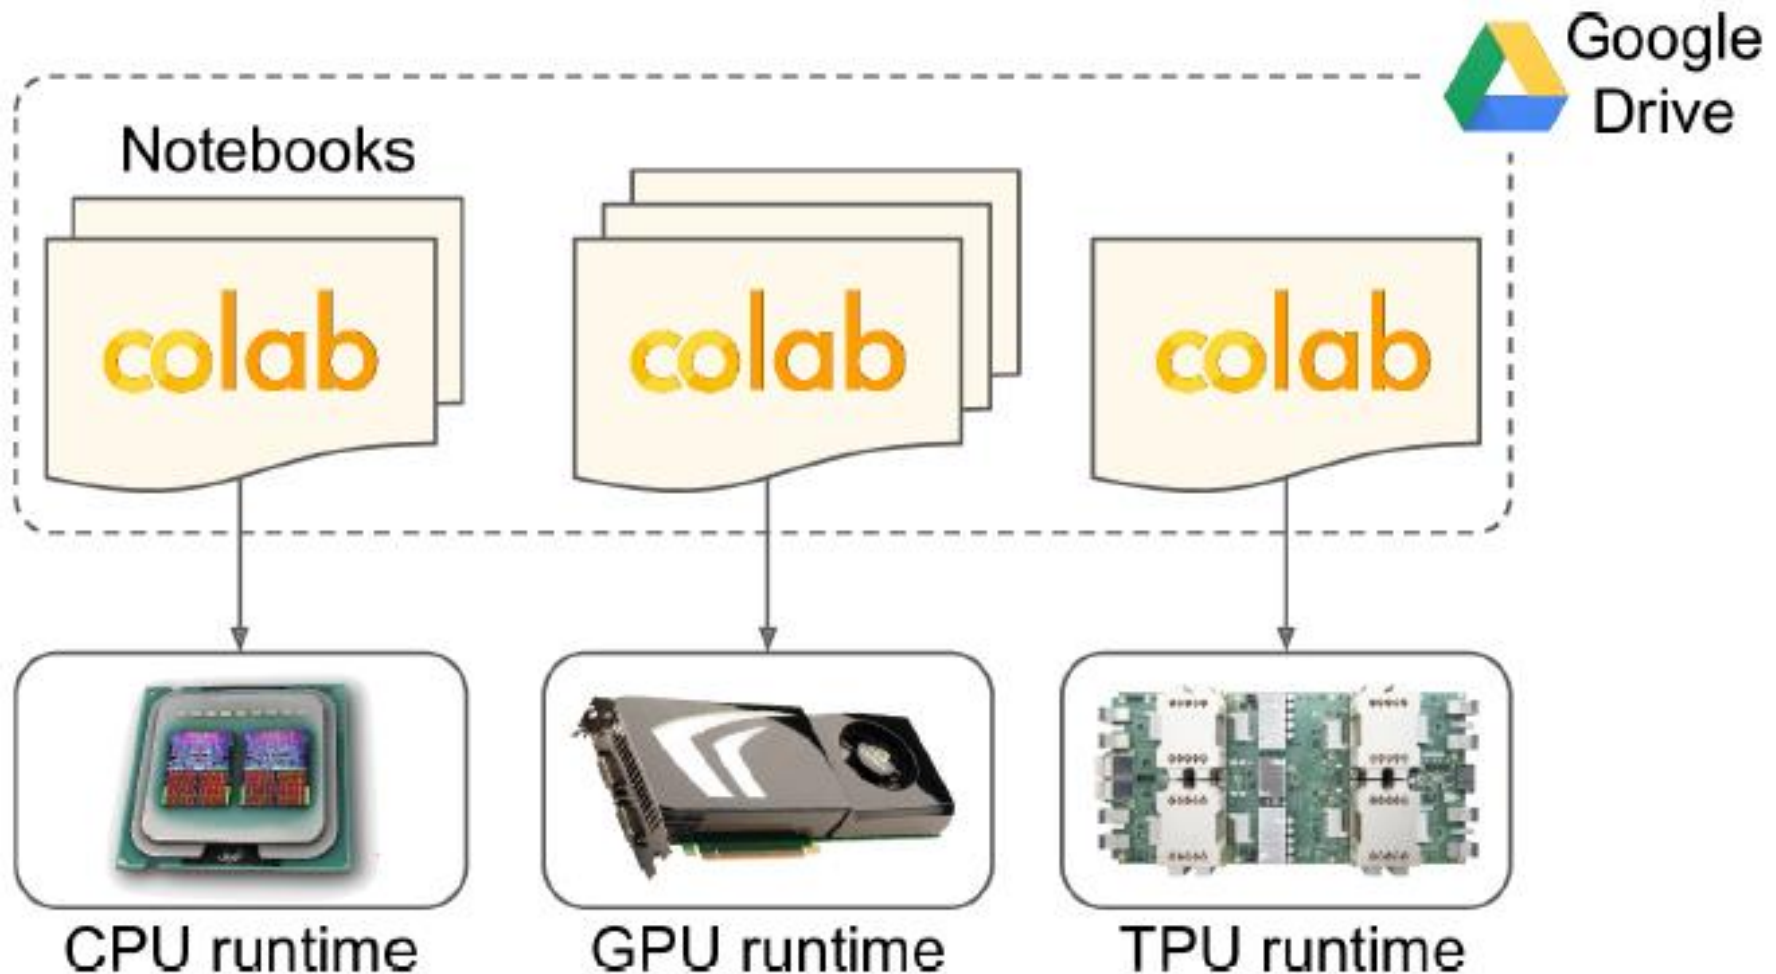 Google
Drive
Notebooks
colab
colab
colab
CPU runtime
GPU runtime
TPU runtime